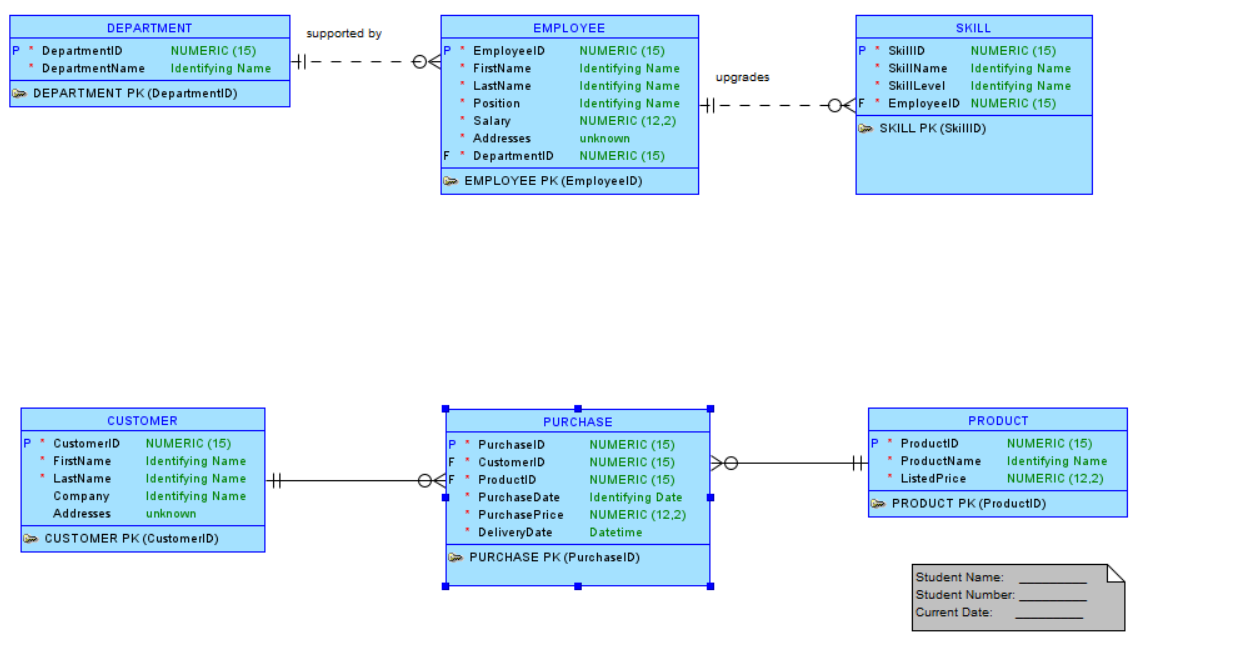 DEPARTMENT
P * DepartmentID NUMERIC (15)
* DepartmentName Identifying Name
DEPARTMENT PK (DepartmentID)
supported by
EMPLOYEE
P * EmployeeID NUMERIC (15)
* FirstName Identifying Name
* LastName Identifying Name
* Position Identifying Name
* Salary NUMERIC (12,2)
* Addresses unknown
F * DepartmentID NUMERIC (15)
EMPLOYEE PK (EmployeeID)
upgrades
SKILL
P * SkillID NUMERIC (15)
* SkillName Identifying Name
* SkillLevel Identifying Name
F * EmployeeID NUMERIC (15)
SKILL PK (SkillID)
CUSTOMER
P * CustomerID NUMERIC (15)
* FirstName Identifying Name
* LastName Identifying Name
Company Identifying Name
Addresses unknown
CUSTOMER PK (CustomerID)
PURCHASE
P * PurchaseID NUMERIC (15)
F * CustomerID NUMERIC (15)
F * ProductID NUMERIC (15)
* PurchaseDate Identifying Date
* PurchasePrice NUMERIC (12,2)
* DeliveryDate Datetime
PURCHASE PK (PurchaseID)
PRODUCT
P * ProductID NUMERIC (15)
* ProductName Identifying Name
* ListedPrice NUMERIC (12,2)
PRODUCT PK (ProductID)
Student Name: __________
Student Number: __________
Current Date: __________